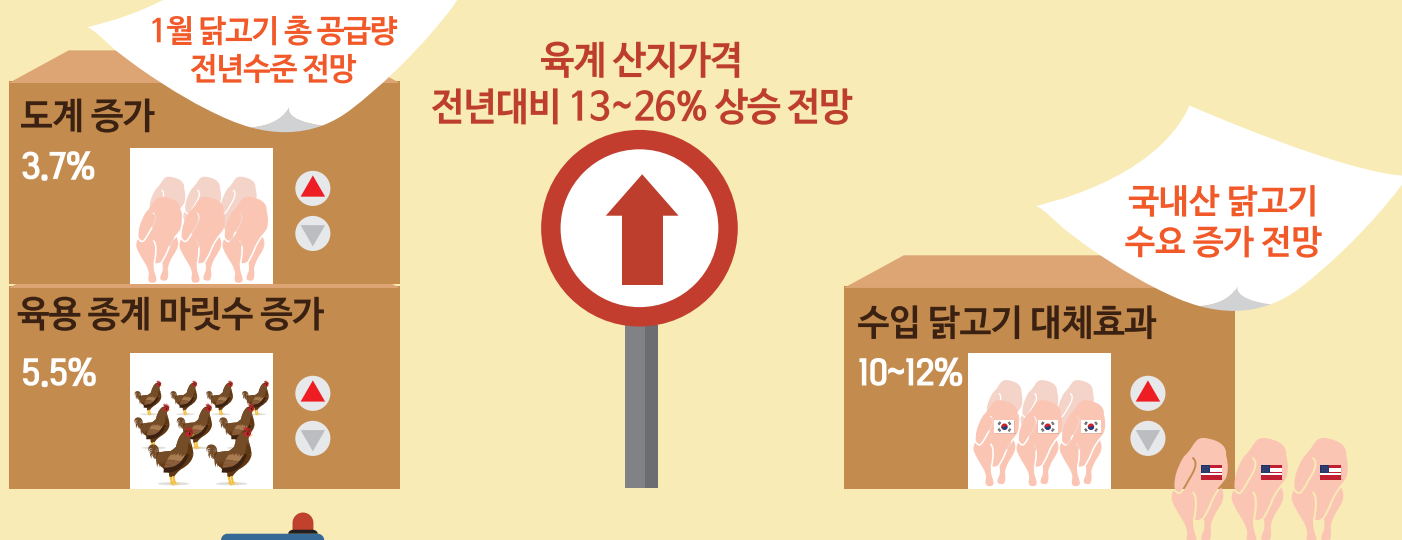 1월 닭고기 총 공급량
전년수준 전망
도계 증가
3.7%
육용 종계 마릿수 증가
5.5%
육계 산지가격
전년대비 13~26% 상승 전망
국내산 닭고기
수요 증가 전망
수입 닭고기 대체효과
10~12%